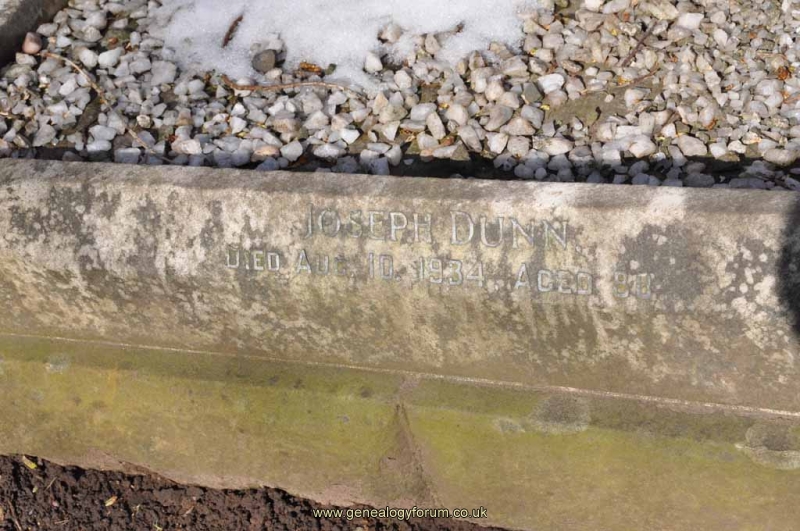 JOSEPH DUNN.
DIED AUG. 10, 1934, AGED
www.genealogyforum.co.uk